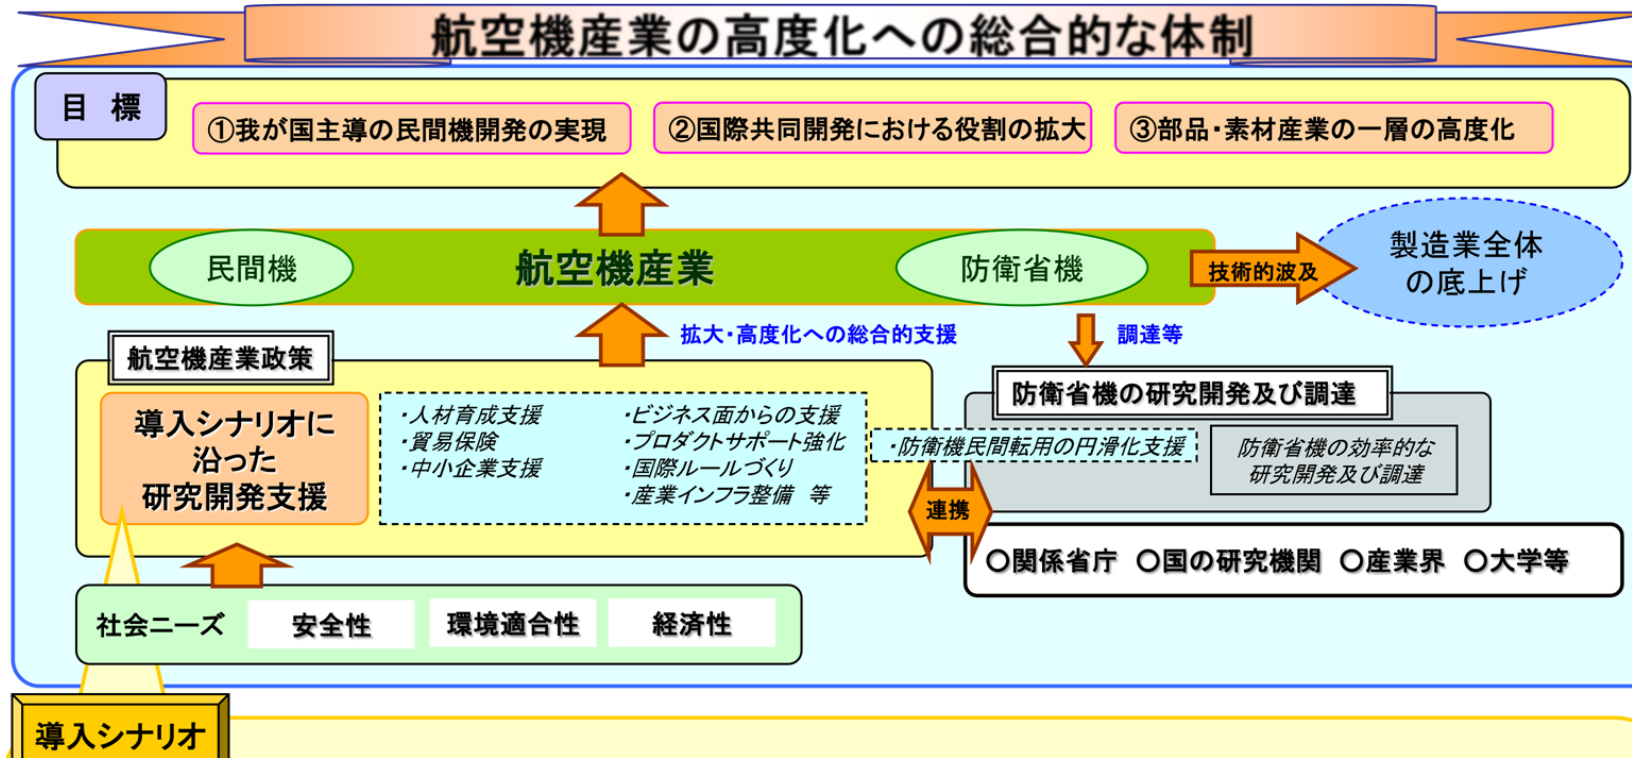 航空機産業の高度化への総合的な体制
目 標
①我が国主導の民間機開発の実現
②国際共同開発における役割の拡大
③部品・素材産業の一層の高度化
民間機
航空機産業
防衛省機
技術的波及
製造業全体
の底上げ
拡大・高度化への総合的支援
調達等
航空機産業政策
導入シナリオに
沿った
研究開発支援
・人材育成支援
・貿易保険
・中小企業支援
・ビジネス面からの支援
・プロダクトサポート強化
・国際ルールづくり
・産業インフラ整備 等
防衛省機の研究開発及び調達
・防衛機民間転用の円滑化支援
防衛省機の効率的な
研究開発及び調達
連携
○関係省庁 ○国の研究機関 ○産業界 ○大学等
社会ニーズ
安全性
環境適合性
経済性
導入シナリオ